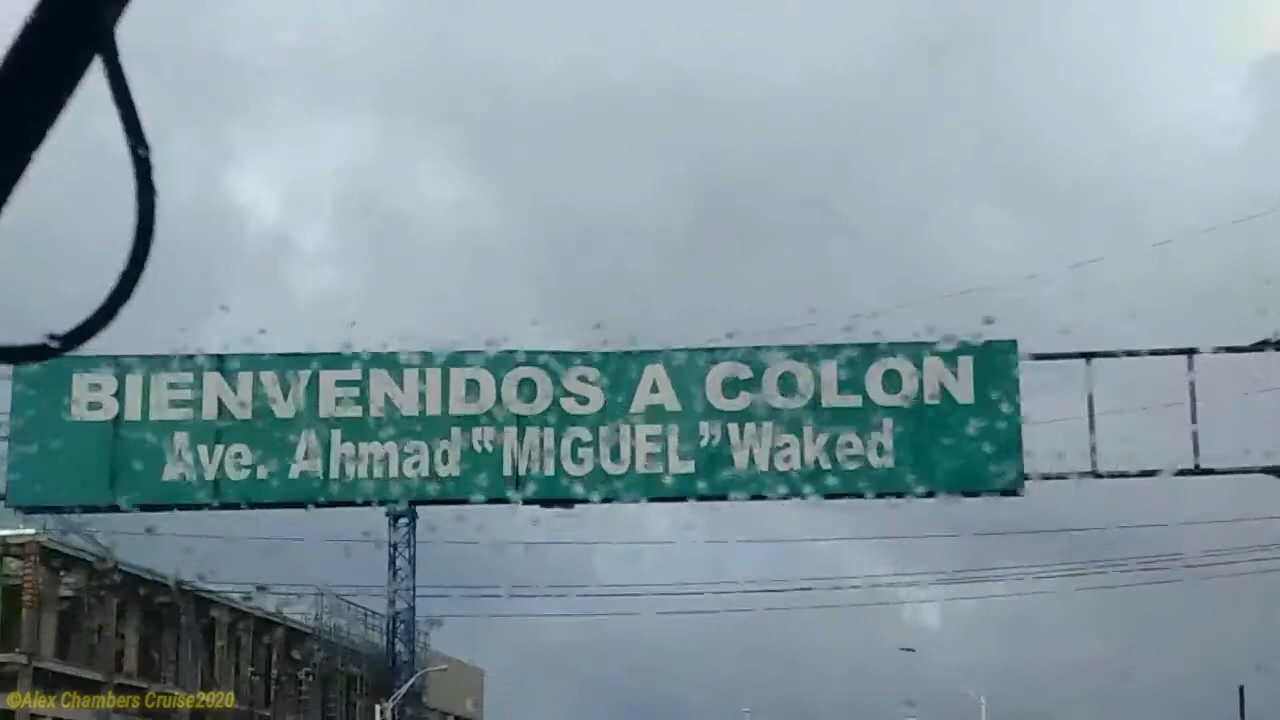 BIENVENIDOS A COLON
Ave. Ahmad "MIGUEL" Waked
©Alex Chambers Cruise2020